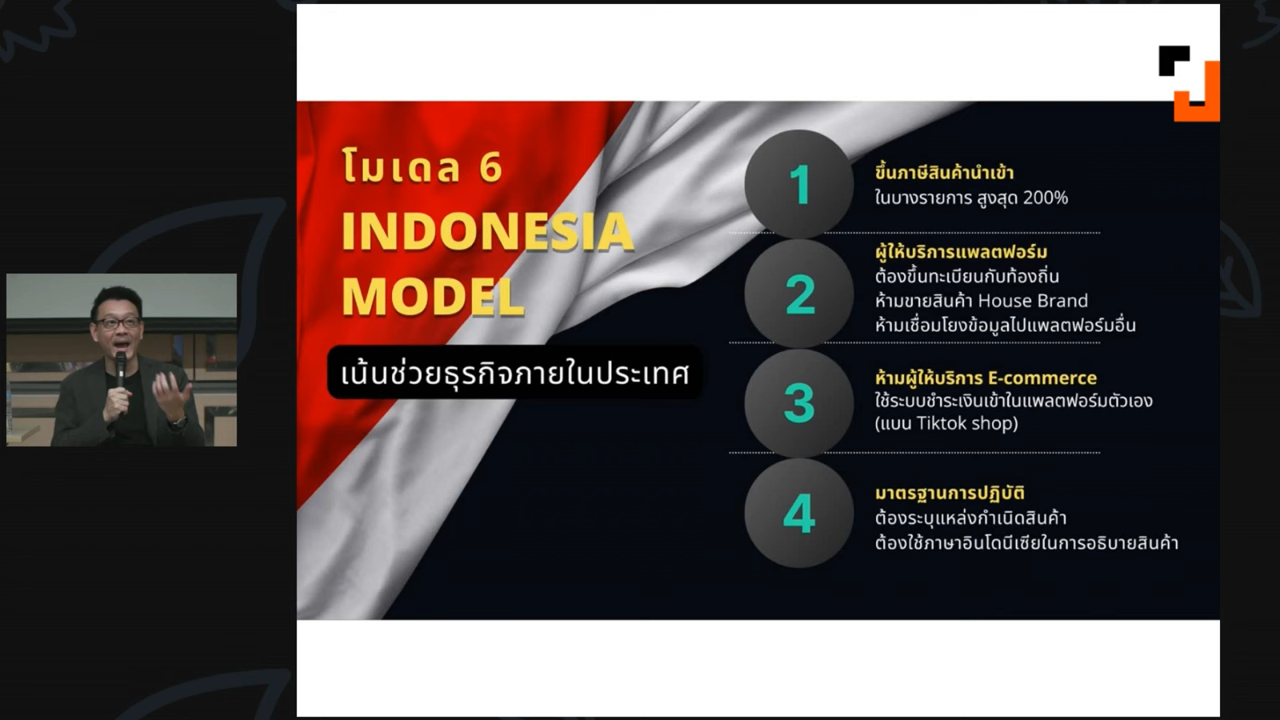 โมเดล 6
INDONESIA
MODEL
เน้นช่วยธุรกิจภายในประเทศ
1
ขึ้นภาษีสินค้านำเข้า
ในบางรายการ สูงสุด 200%
2
ผู้ให้บริการแพลตฟอร์ม
ต้องขึ้นทะเบียนกับท้องถิ่น
ห้ามขายสินค้า House Brand
ห้ามเชื่อมโยงข้อมูลไปแพลตฟอร์มอื่น
3
ห้ามผู้ให้บริการ E-commerce
ใช้ระบบชำระเงินเข้าในแพลตฟอร์มตัวเอง
(แบน Tiktok shop)
4
มาตรฐานการปฏิบัติ
ต้องระบุแหล่งกำเนิดสินค้า
ต้องใช้ภาษาอินโดนีเซียในการอธิบายสินค้า